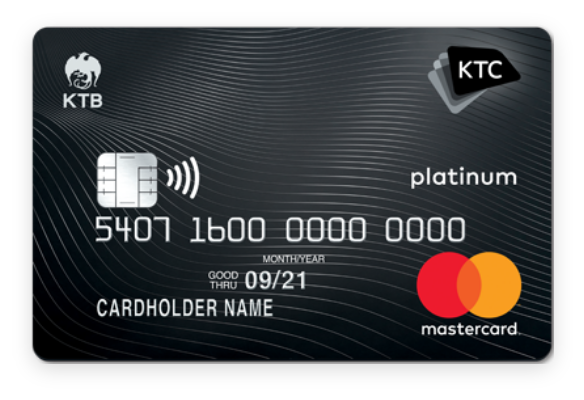 KTB
KTC
platinum
5407 1600 0000 0000
MONTH/YEAR
GOOD THRU 09/21
CARDHOLDER NAME
mastercard